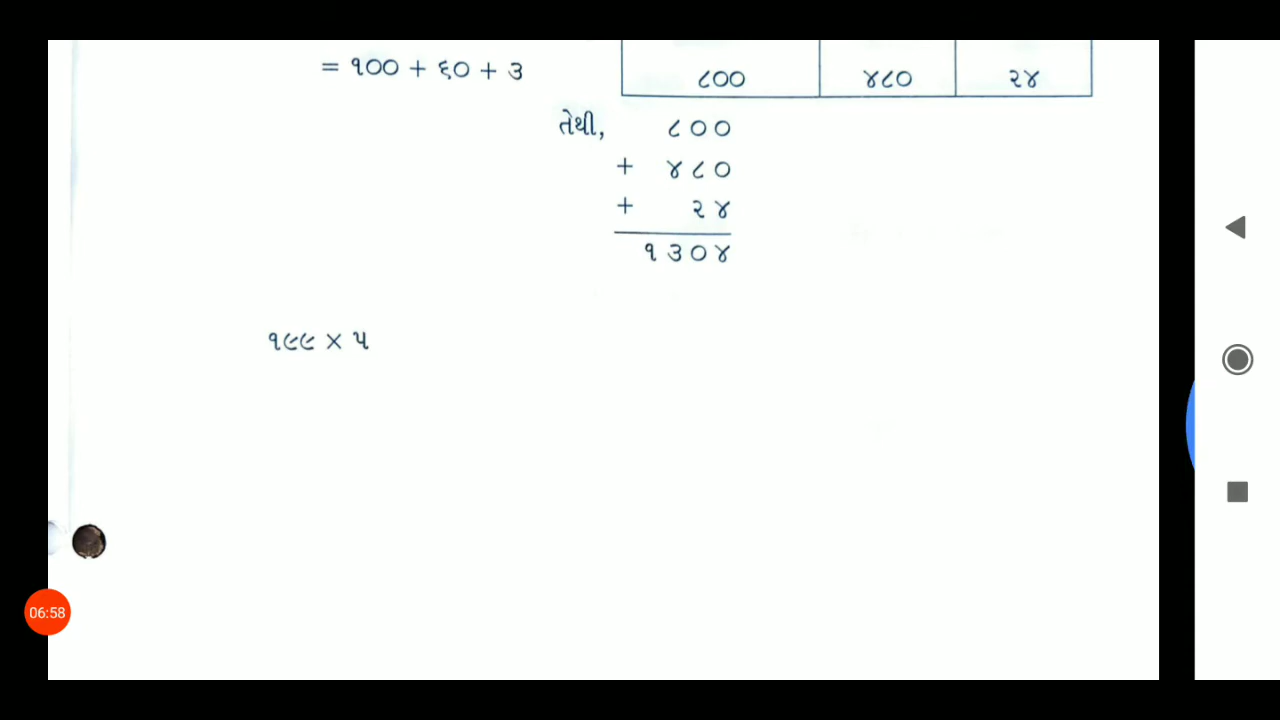 = ૧૦૦ + ૬૦ + ૩
૮૦૦ ૪૮૦ ૨૪
તેથી, ૮૦૦
+ ૪૮૦
+ ૨૪
૧૩૦૪
૧૯૯ × ૫
06:58